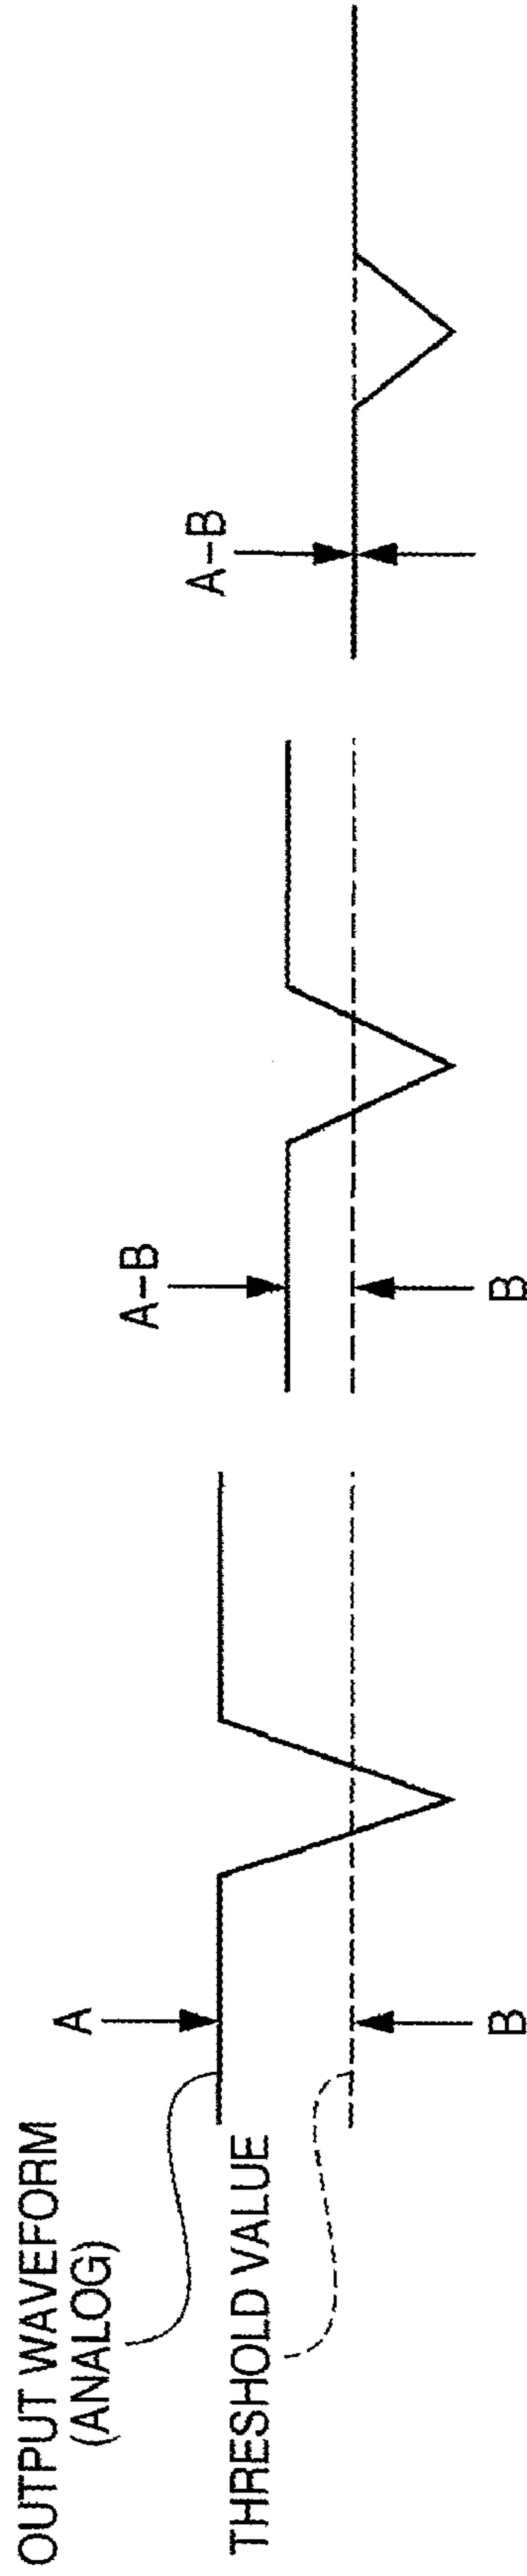 OUTPUT WAVEFORM
(ANALOG)
THRESHOLD VALUE
A
B
A-B
B
A-B